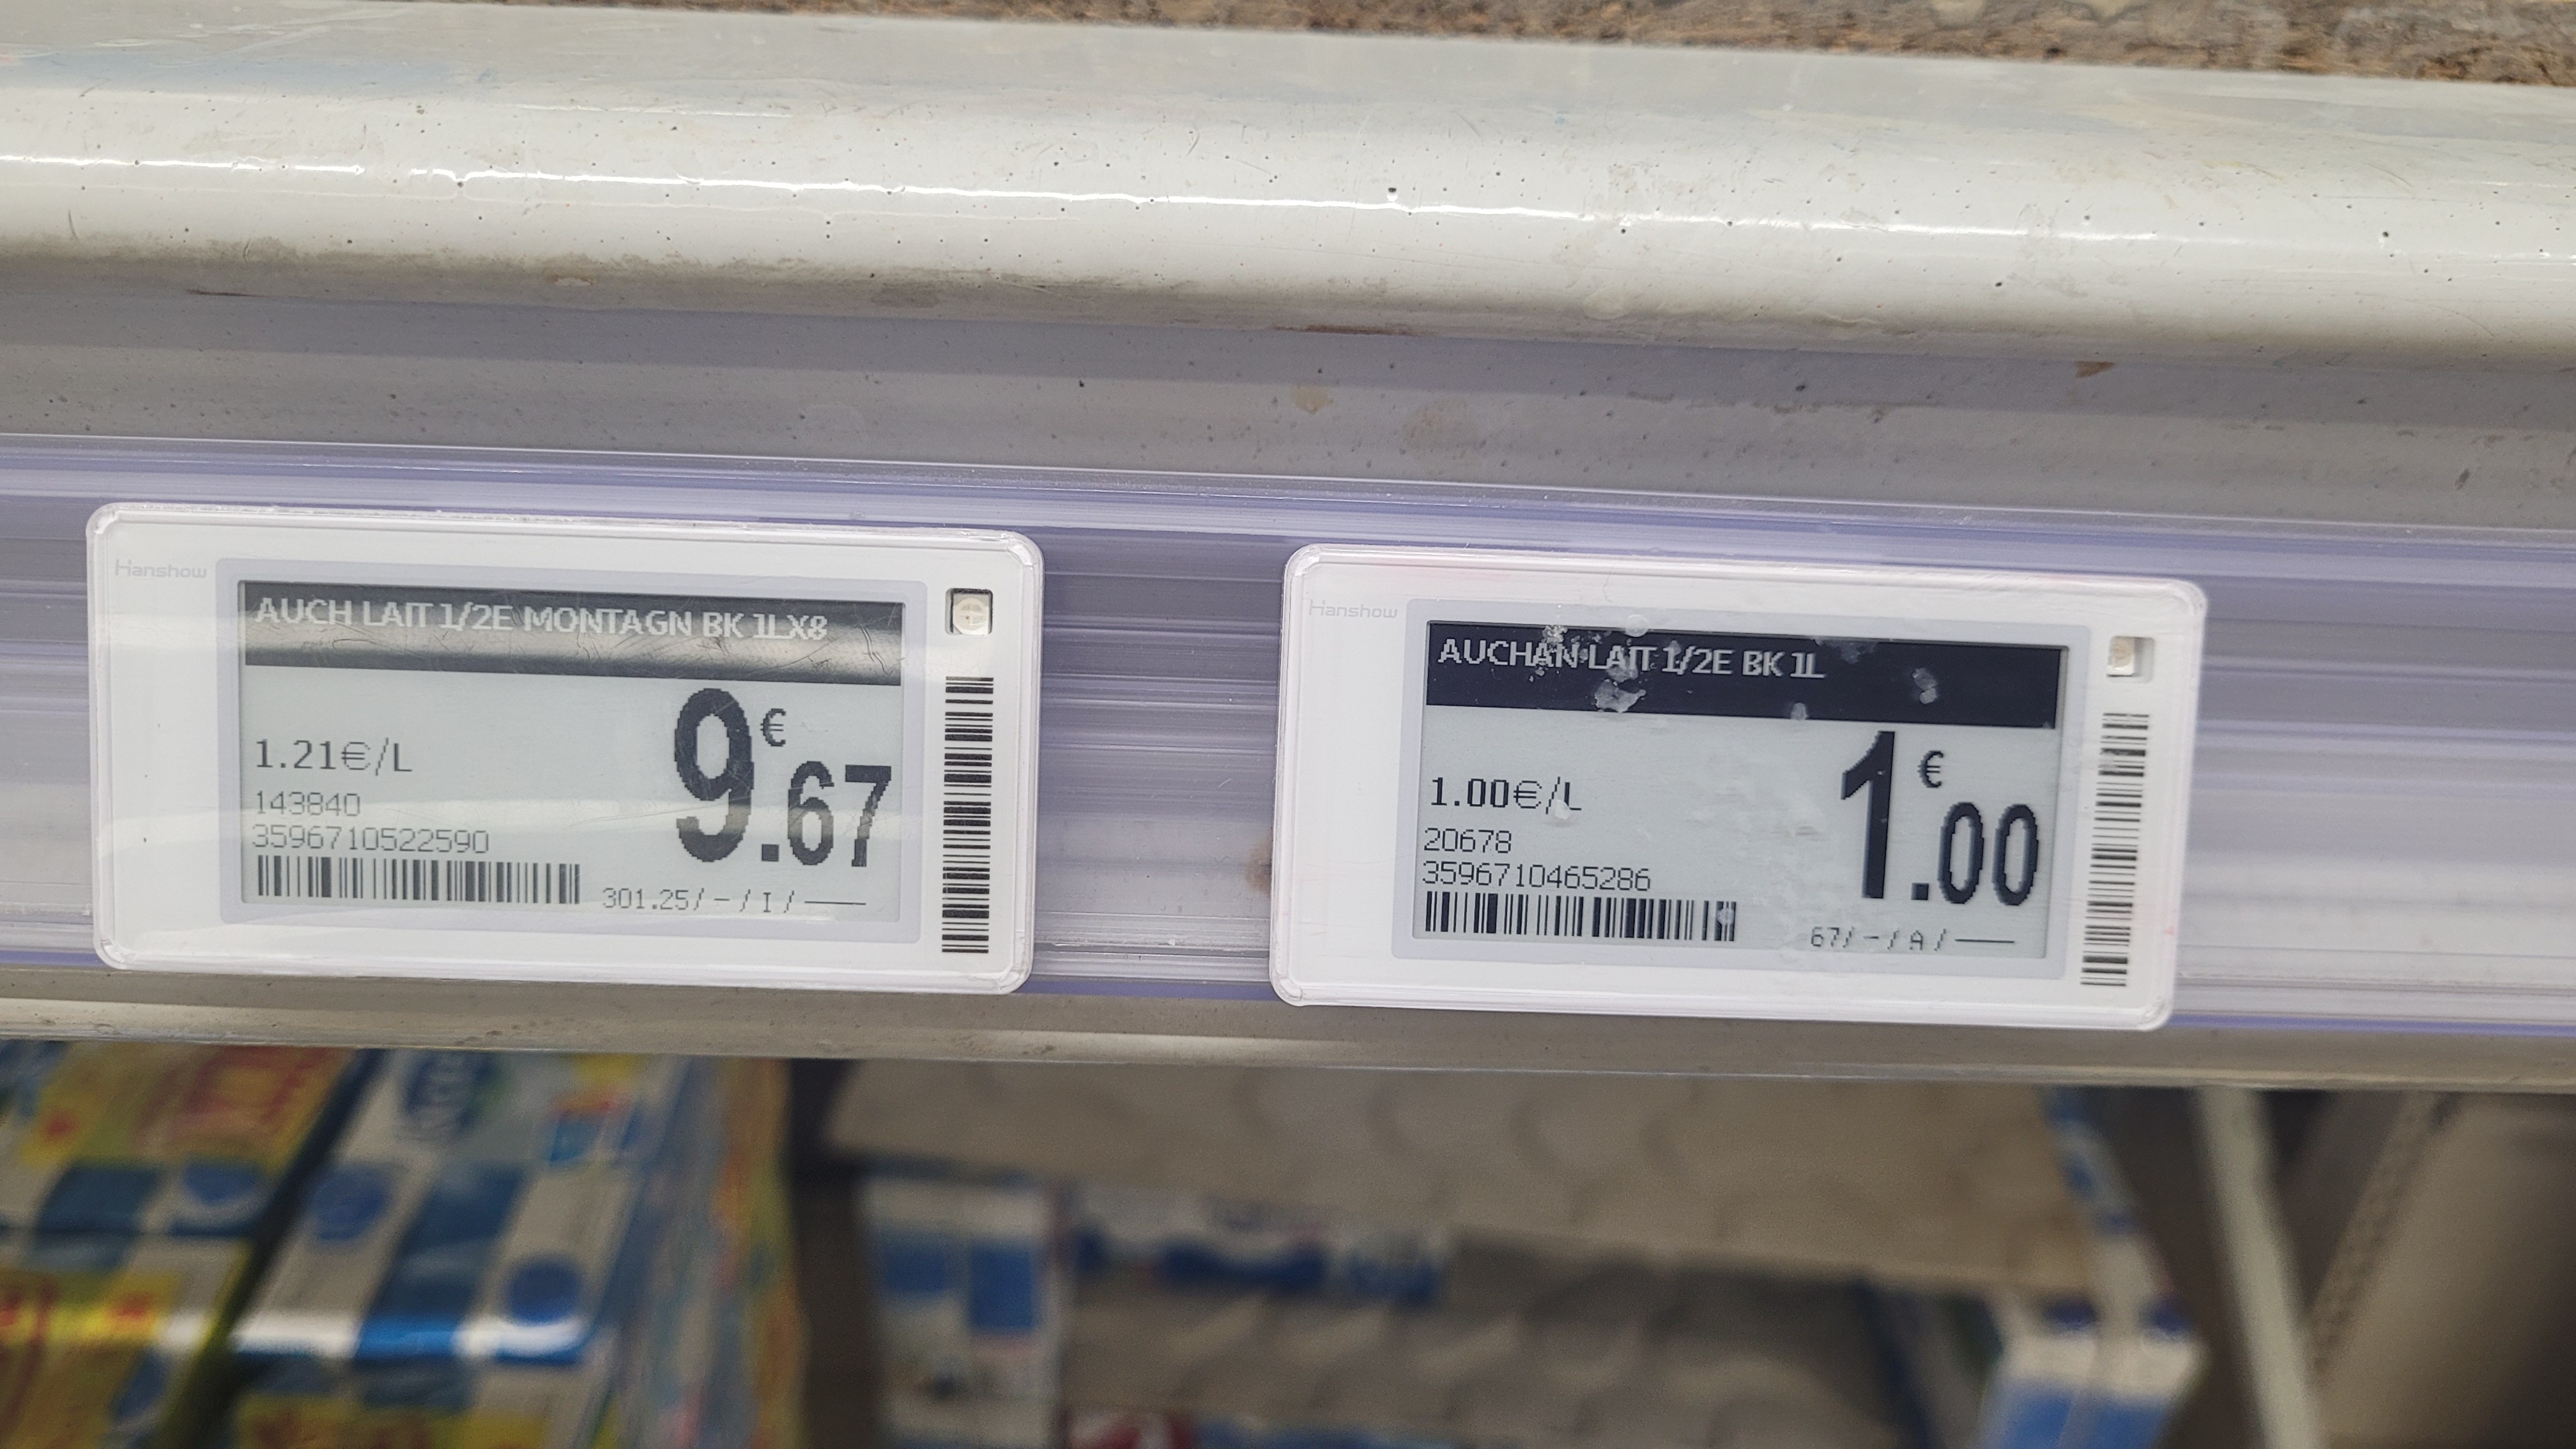 Hanshow
AUCH LAIT 1/2E MONTAGN BK 1LX8
9€.67
1.21€/L
143840
3596710522590
301.25/-/I/
Hanshow
AUCHAN LAIT 1/2E BK 1L
1€.00
1.00€/L
20678
3596710465286
67/-/A/